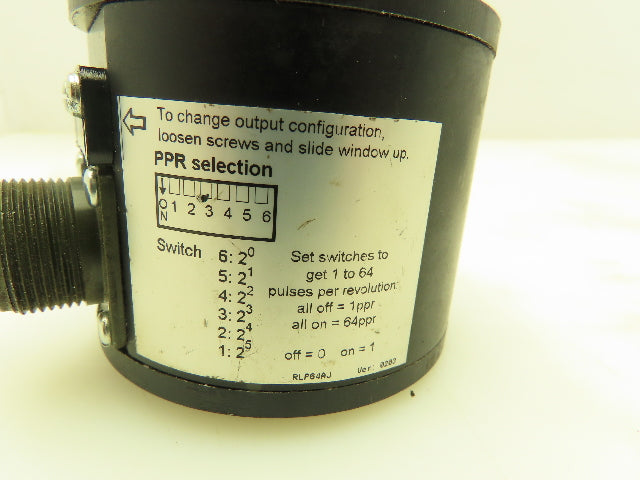 To change output configuration,
loosen screws and slide window up.
PPR selection
ON 1 2 3 4 5 6
Switch 6: 2⁰ Set switches to
5: 2¹ get 1 to 64
4: 2² pulses per revolution:
3: 2³ all off = 1ppr
2: 2⁴ all on = 64ppr
1: 2⁵ off = 0 on = 1
RLP64AJ Ver: 0202